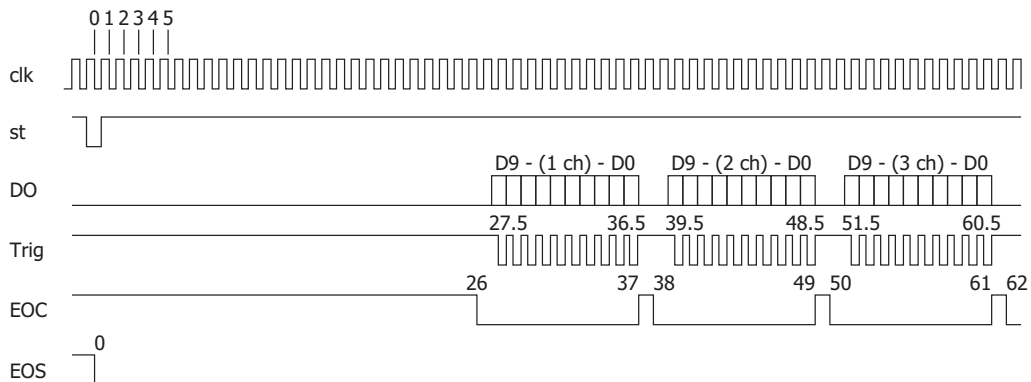 0 1 2 3 4 5
clk
st
D9 - (1 ch) - D0 D9 - (2 ch) - D0 D9 - (3 ch) - D0
DO
27.5 36.5 39.5 48.5 51.5 60.5
Trig
26 37 38 49 50 61 62
EOC
0
EOS